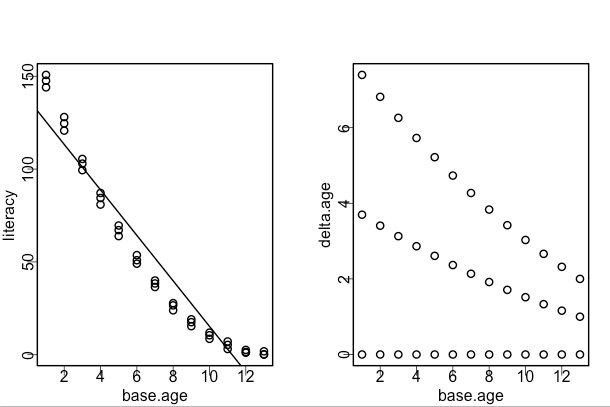 literacy
0 50 100 150
2 4 6 8 10 12
base.age
delta.age
0 2 4 6
2 4 6 8 10 12
base.age